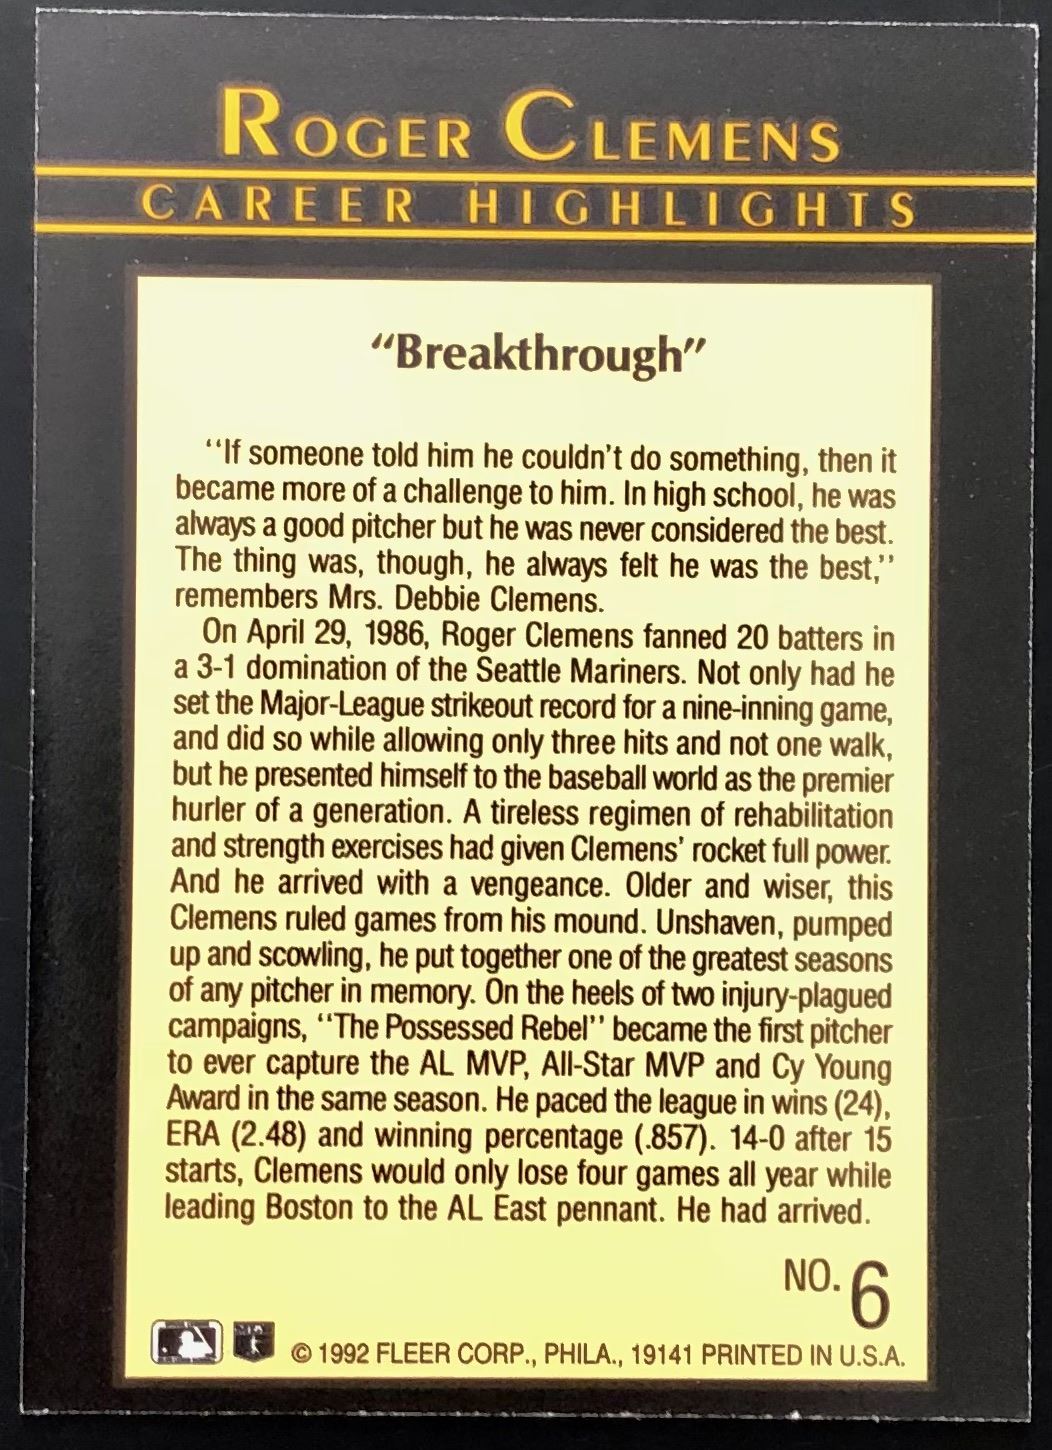 ROGER CLEMENS
CAREER HIGHLIGHTS
“Breakthrough”
“If someone told him he couldn't do something, then it
became more of a challenge to him. In high school, he was
always a good pitcher but he was never considered the best.
The thing was, though, he always felt he was the best,”
remembers Mrs. Debbie Clemens.
On April 29, 1986, Roger Clemens fanned 20 batters in
a 3-1 domination of the Seattle Mariners. Not only had he
set the Major-League strikeout record for a nine-inning game,
and did so while allowing only three hits and not one walk,
but he presented himself to the baseball world as the premier
hurler of a generation. A tireless regimen of rehabilitation
and strength exercises had given Clemens' rocket full power.
And he arrived with a vengeance. Older and wiser, this
Clemens ruled games from his mound. Unshaven, pumped
up and scowling, he put together one of the greatest seasons
of any pitcher in memory. On the heels of two injury-plagued
campaigns, “The Possessed Rebel” became the first pitcher
to ever capture the AL MVP, All-Star MVP and Cy Young
Award in the same season. He paced the league in wins (24),
ERA (2.48) and winning percentage (.857). 14-0 after 15
starts, Clemens would only lose four games all year while
leading Boston to the AL East pennant. He had arrived.
NO. 6
© 1992 FLEER CORP., PHILA., 19141 PRINTED IN U.S.A.